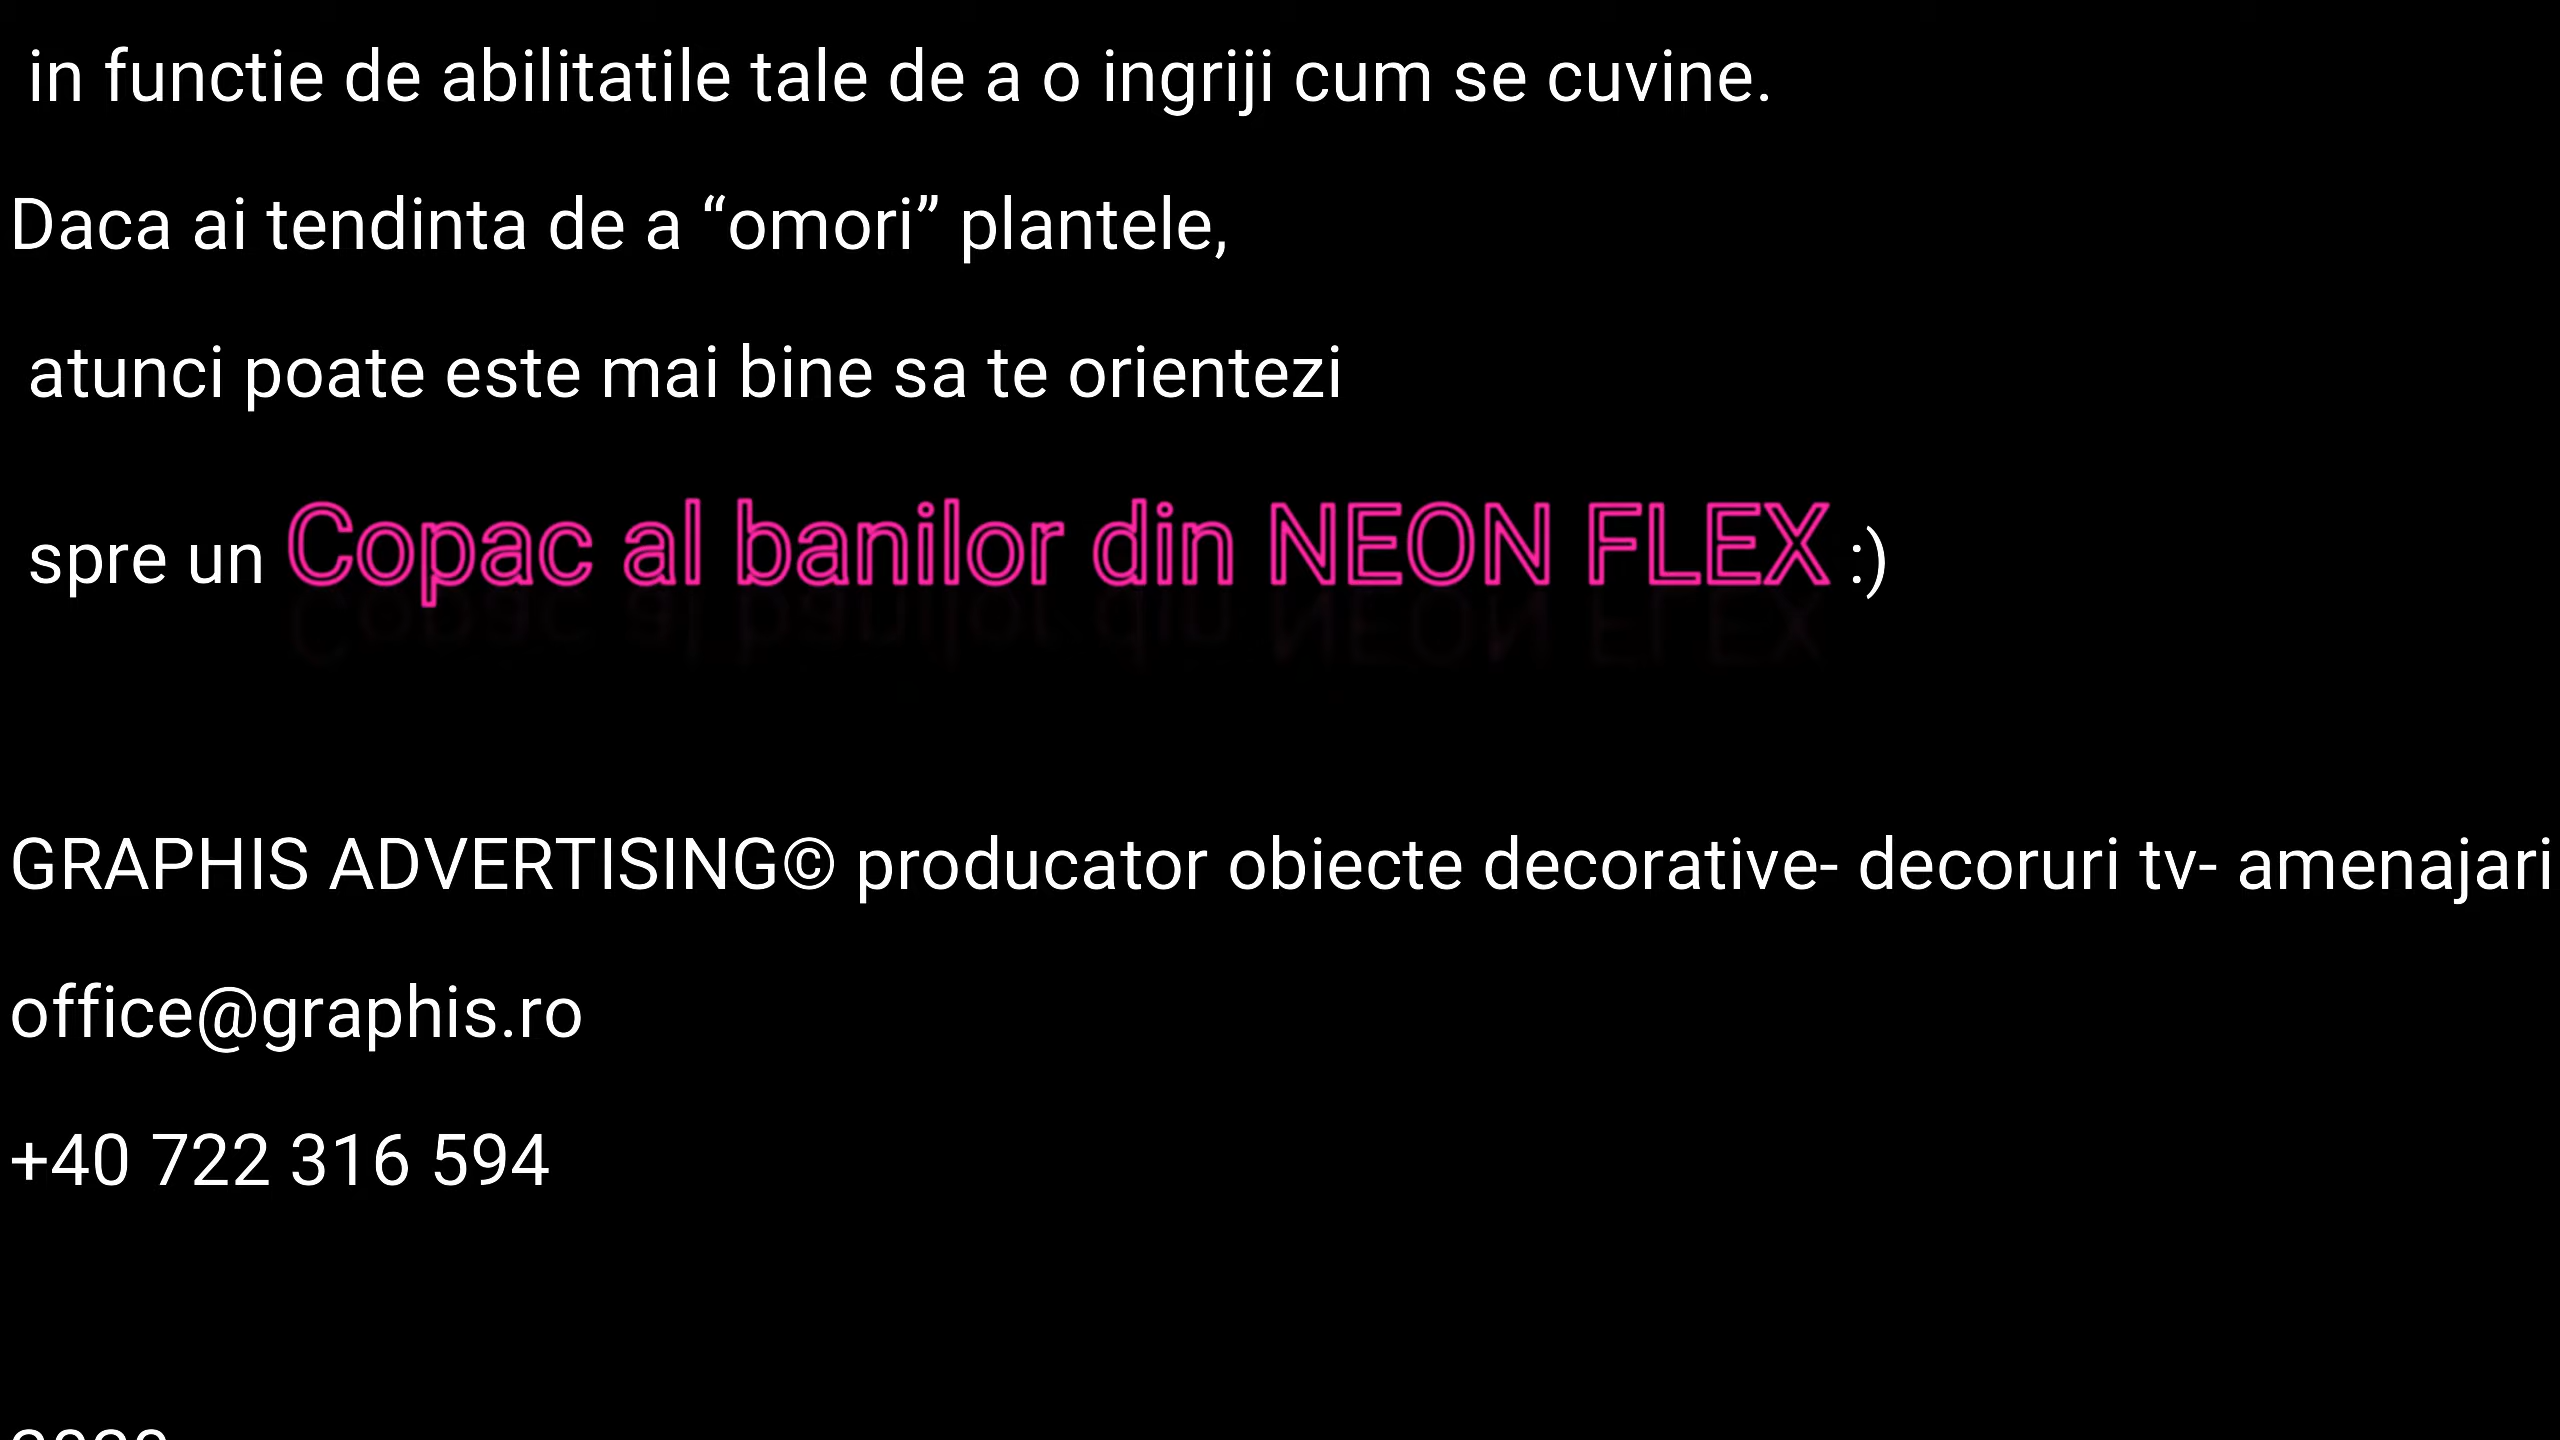 in functie de abilitatile tale de a o ingriji cum se cuvine.
Daca ai tendinta de a “omori” plantele,
atunci poate este mai bine sa te orientezi
spre un Copac al banilor din NEON FLEX :)
GRAPHIS ADVERTISING© producator obiecte decorative- decoruri tv- amenajari
office@graphis.ro
+40 722 316 594